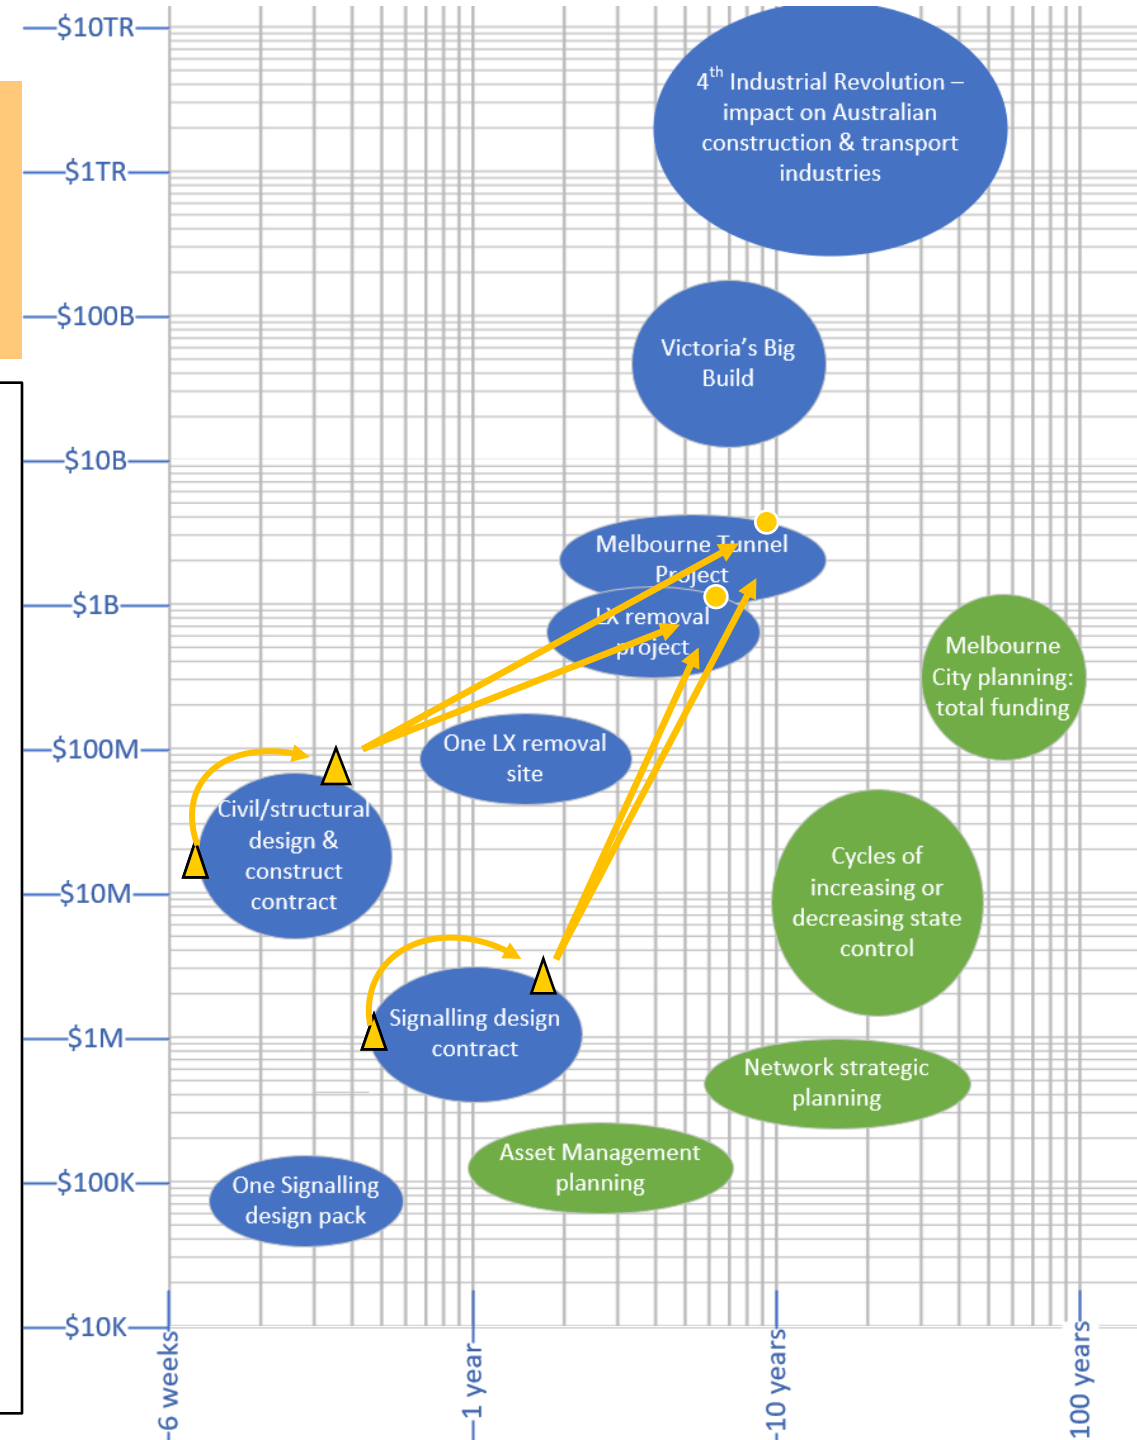 $10TR
4th Industrial Revolution –
impact on Australian
construction & transport
industries
$1TR
$100B
Victoria's Big
Build
$10B
Melbourne Tunnel
Project
$1B
LX removal
project
Melbourne
City planning:
total funding
$100M
One LX removal
site
Civil/structural
design &
construct
contract
Cycles of
increasing or
decreasing state
control
$10M
Signalling design
contract
$1M
Network strategic
planning
Asset Management
planning
$100K
One Signalling
design pack
$10K
6 weeks
1 year
10 years
100 years